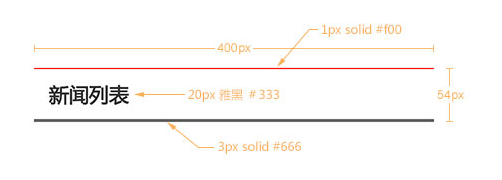 1px solid #f00
400px
新闻列表
20px 雅黑 #333
54px
3px solid #666